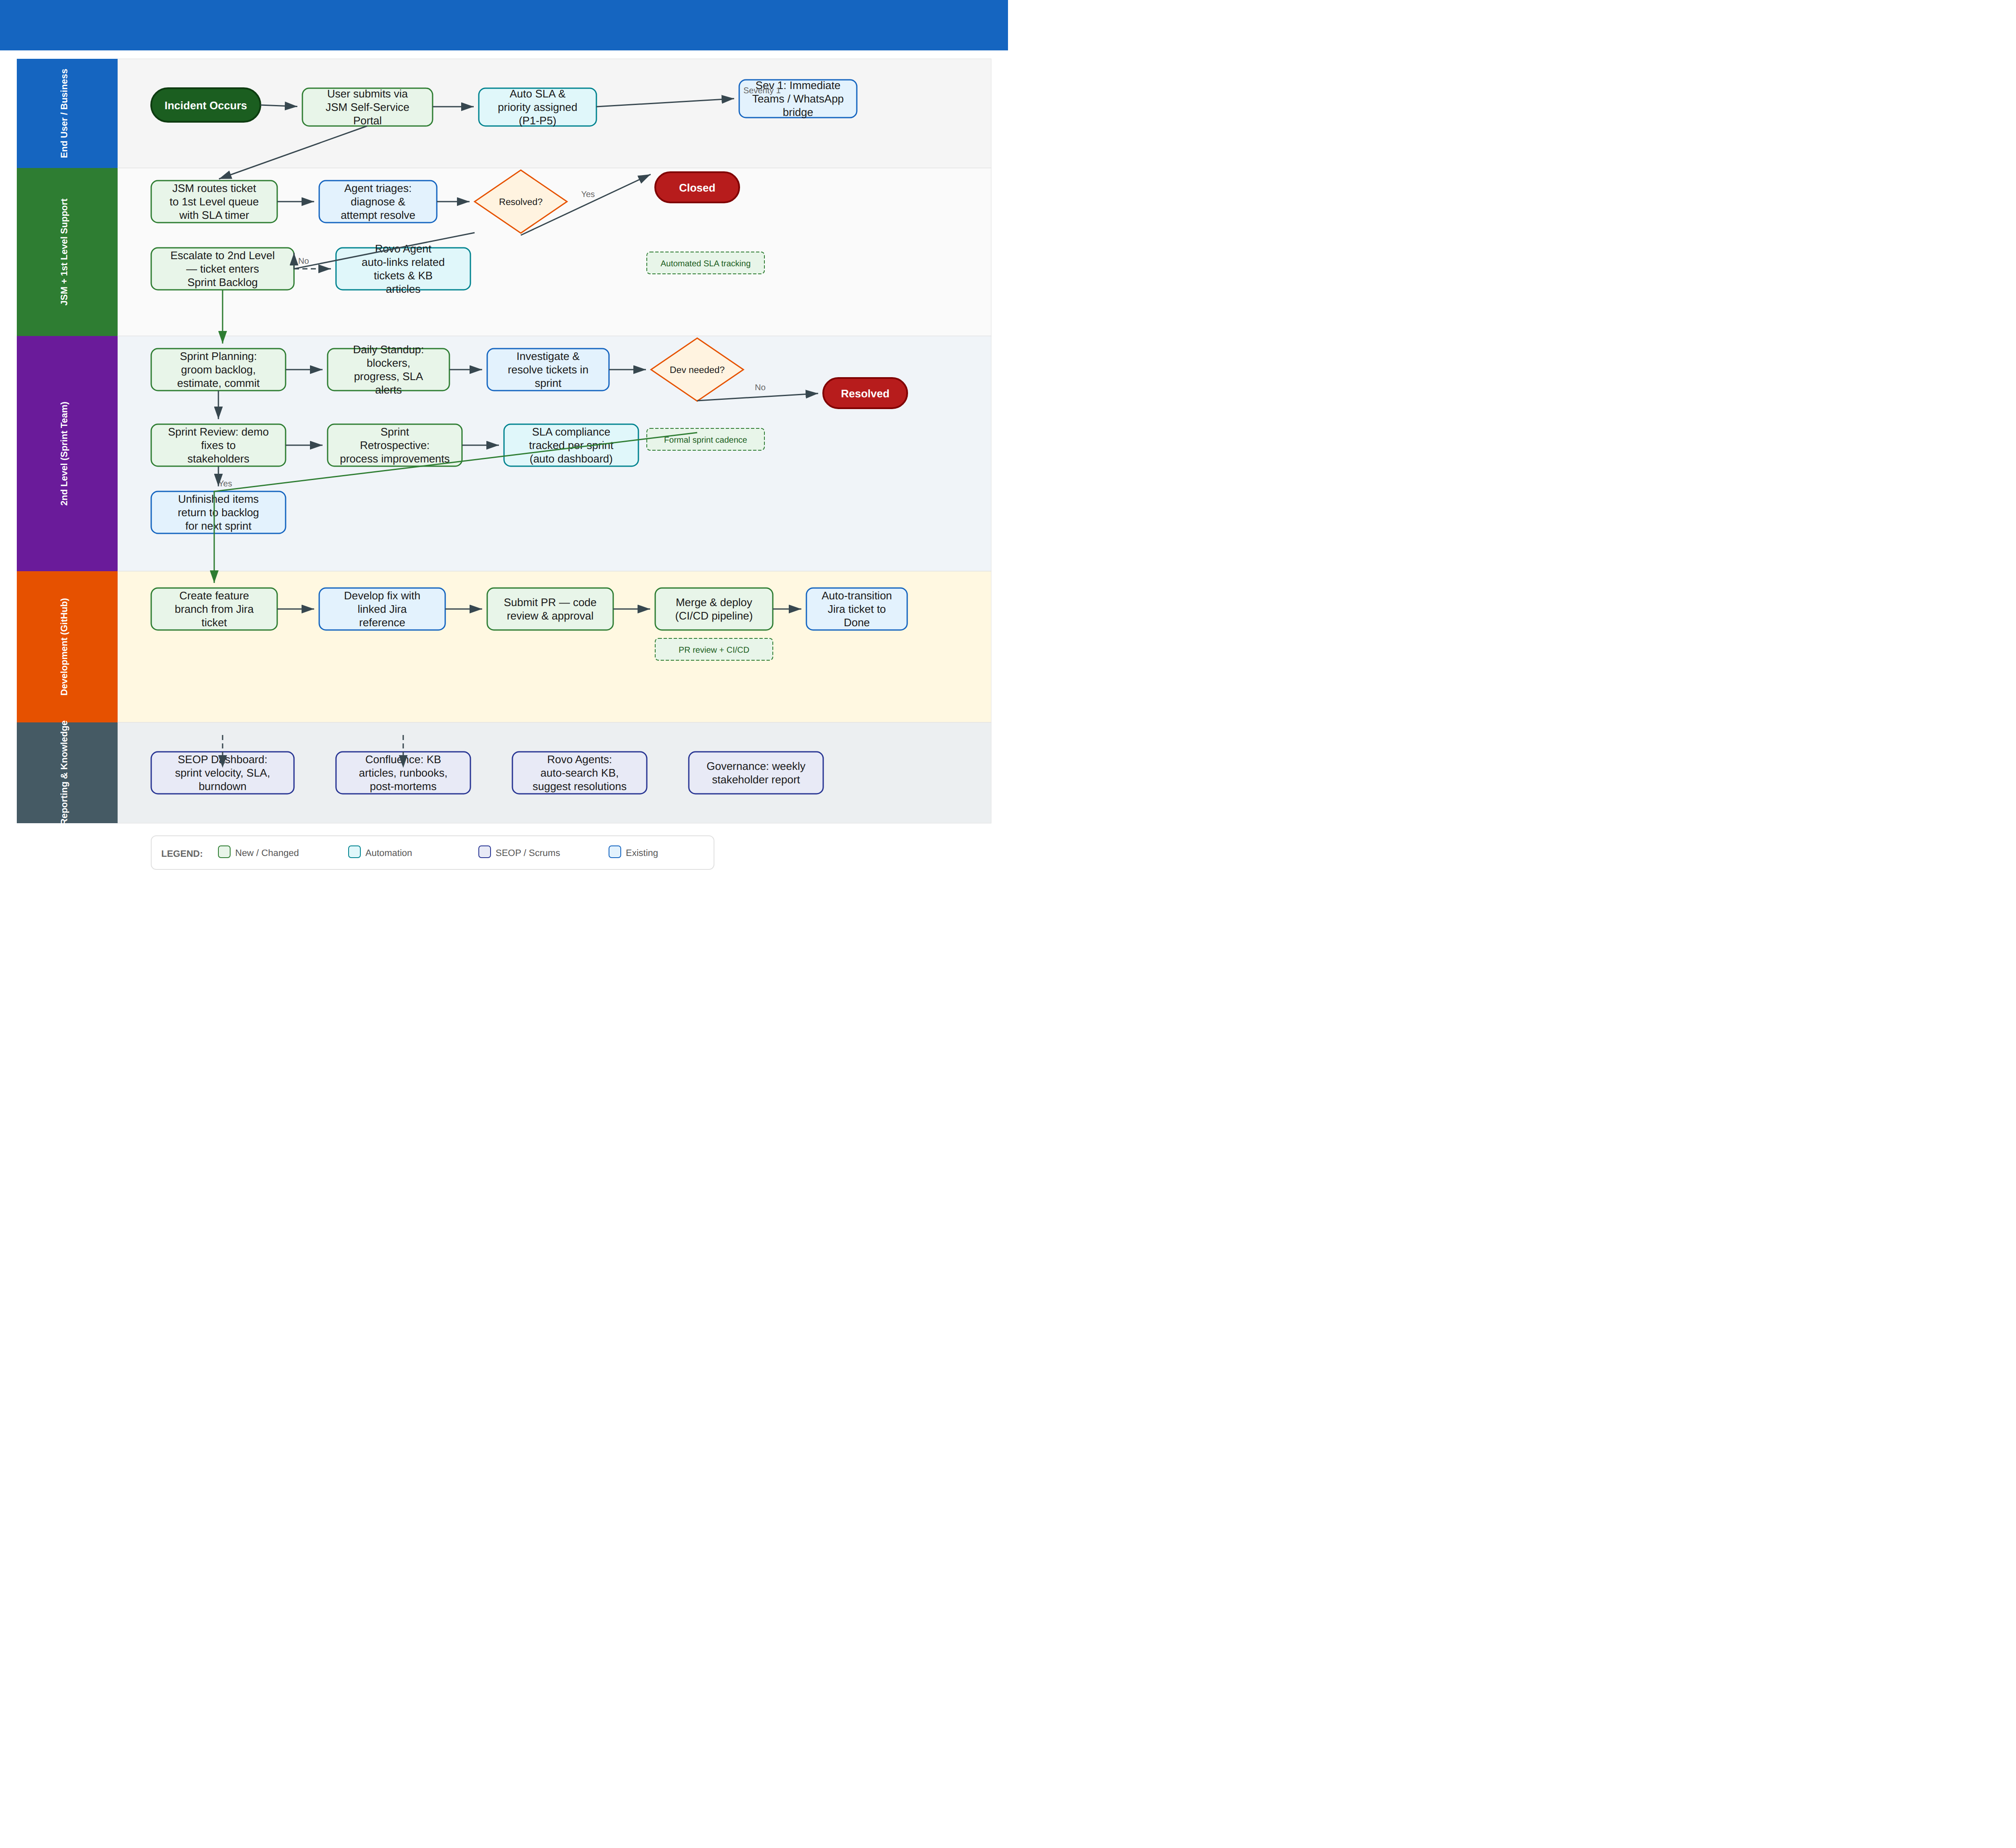 End User / Business
Incident Occurs
User submits via
JSM Self-Service
Portal
Auto SLA &
priority assigned
(P1-P5)
Severity 1
Sev 1: Immediate
Teams / WhatsApp
bridge
JSM + 1st Level Support
JSM routes ticket
to 1st Level queue
with SLA timer
Agent triages:
diagnose &
attempt resolve
Resolved?
Yes
Closed
Escalate to 2nd Level
— ticket enters
Sprint Backlog
No
Rovo Agent
auto-links related
tickets & KB
articles
Automated SLA tracking
2nd Level (Sprint Team)
Sprint Planning:
groom backlog,
estimate, commit
Daily Standup:
blockers,
progress, SLA
alerts
Investigate &
resolve tickets in
sprint
Dev needed?
No
Resolved
Sprint Review: demo
fixes to
stakeholders
Sprint
Retrospective:
process improvements
SLA compliance
tracked per sprint
(auto dashboard)
Formal sprint cadence
Yes
Unfinished items
return to backlog
for next sprint
Development (GitHub)
Create feature
branch from Jira
ticket
Develop fix with
linked Jira
reference
Submit PR — code
review & approval
Merge & deploy
(CI/CD pipeline)
Auto-transition
Jira ticket to
Done
PR review + CI/CD
Reporting & Knowledge
SEOP Dashboard:
sprint velocity, SLA,
burndown
Confluence: KB
articles, runbooks,
post-mortems
Rovo Agents:
auto-search KB,
suggest resolutions
Governance: weekly
stakeholder report
LEGEND:
New / Changed
Automation
SEOP / Scrums
Existing